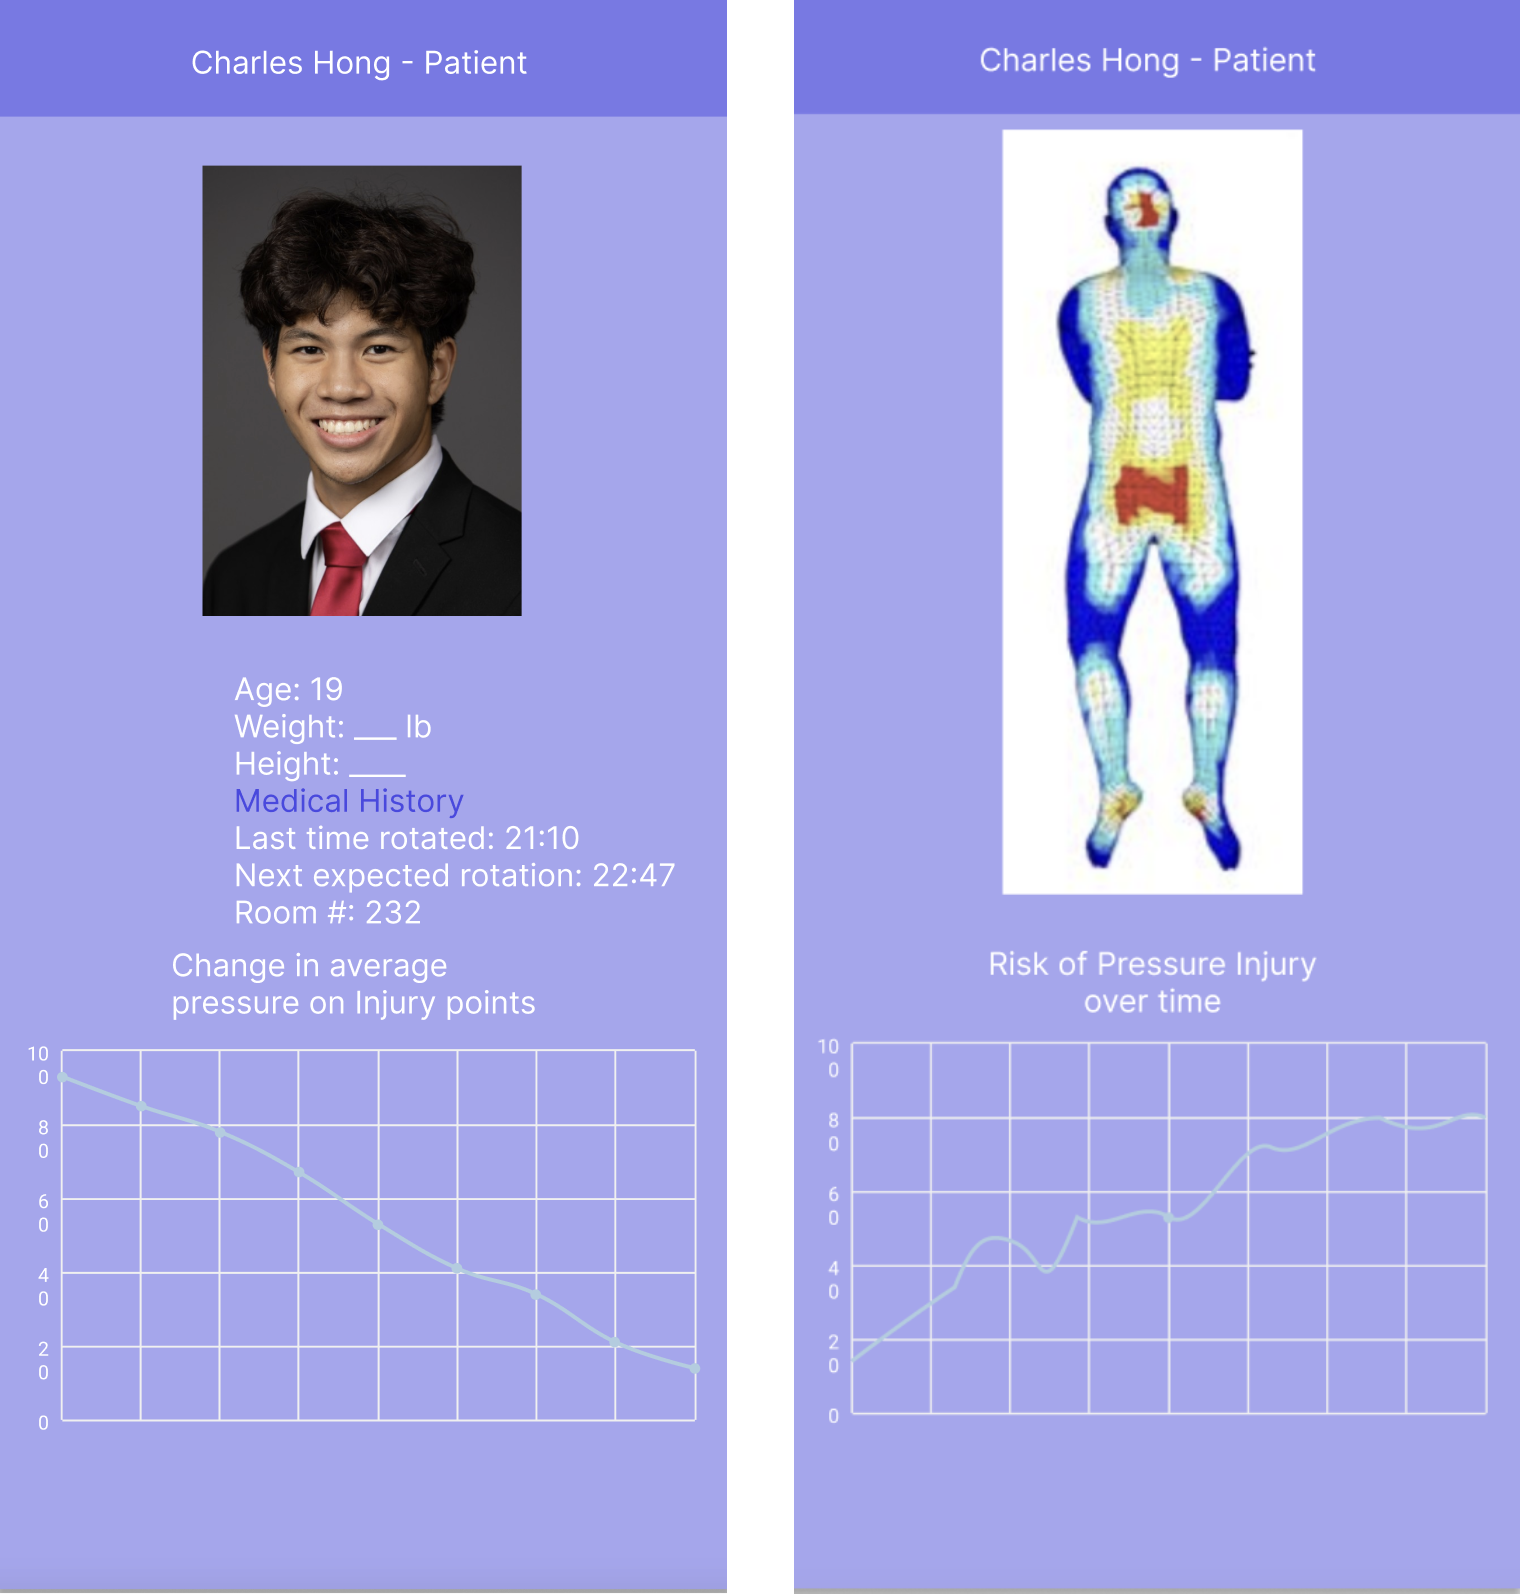 Charles Hong - Patient
Age: 19
Weight: ___ lb
Height: ____
Medical History
Last time rotated: 21:10
Next expected rotation: 22:47
Room #: 232
Change in average
pressure on Injury points
10
0
8
0
6
0
4
0
2
0
0
Charles Hong - Patient
Risk of Pressure Injury
over time
10
0
8
0
6
0
4
0
2
0
0